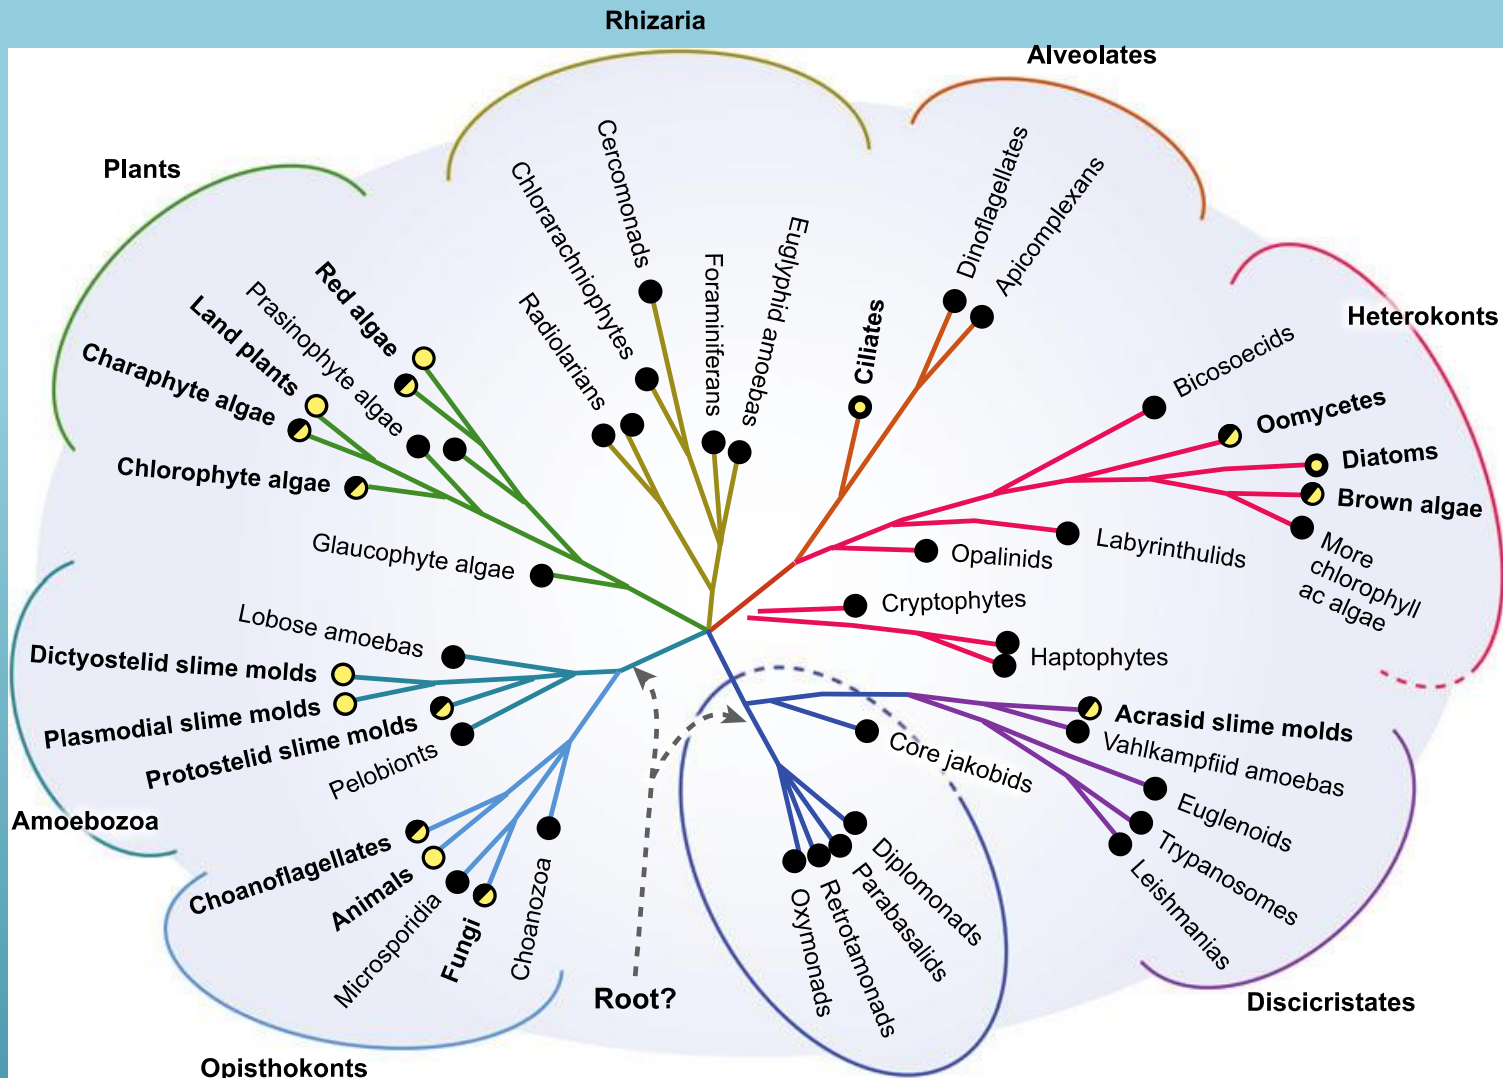 Rhizaria
Alveolates
Plants
Cercomonads
Chlorarachniophytes
Dinoflagellates
Apicomplexans
Euglyphid amoebas
Foraminiferans
Radiolarians
Red algae
Prasinophyte algae
Land plants
Charaphyte algae
Chlorophyte algae
Glaucophyte algae
Ciliates
Heterokonts
Bicosoecids
Oomycetes
Diatoms
Brown algae
More
chlorophyll
ac algae
Labyrinthulids
Opalinids
Cryptophytes
Haptophytes
Lobose amoebas
Dictyostelid slime molds
Plasmodial slime molds
Protostelid slime molds
Pelobionts
Amoebozoa
Acrasid slime molds
Vahlkampfiid amoebas
Core jakobids
Euglenoids
Trypanosomes
Leishmanias
Diplomonads
Parabasalids
Retrotamonads
Oxymonads
Choanoflagellates
Animals
Microsporidia
Fungi
Choanozoa
Root?
Discicristates
Opisthokonts